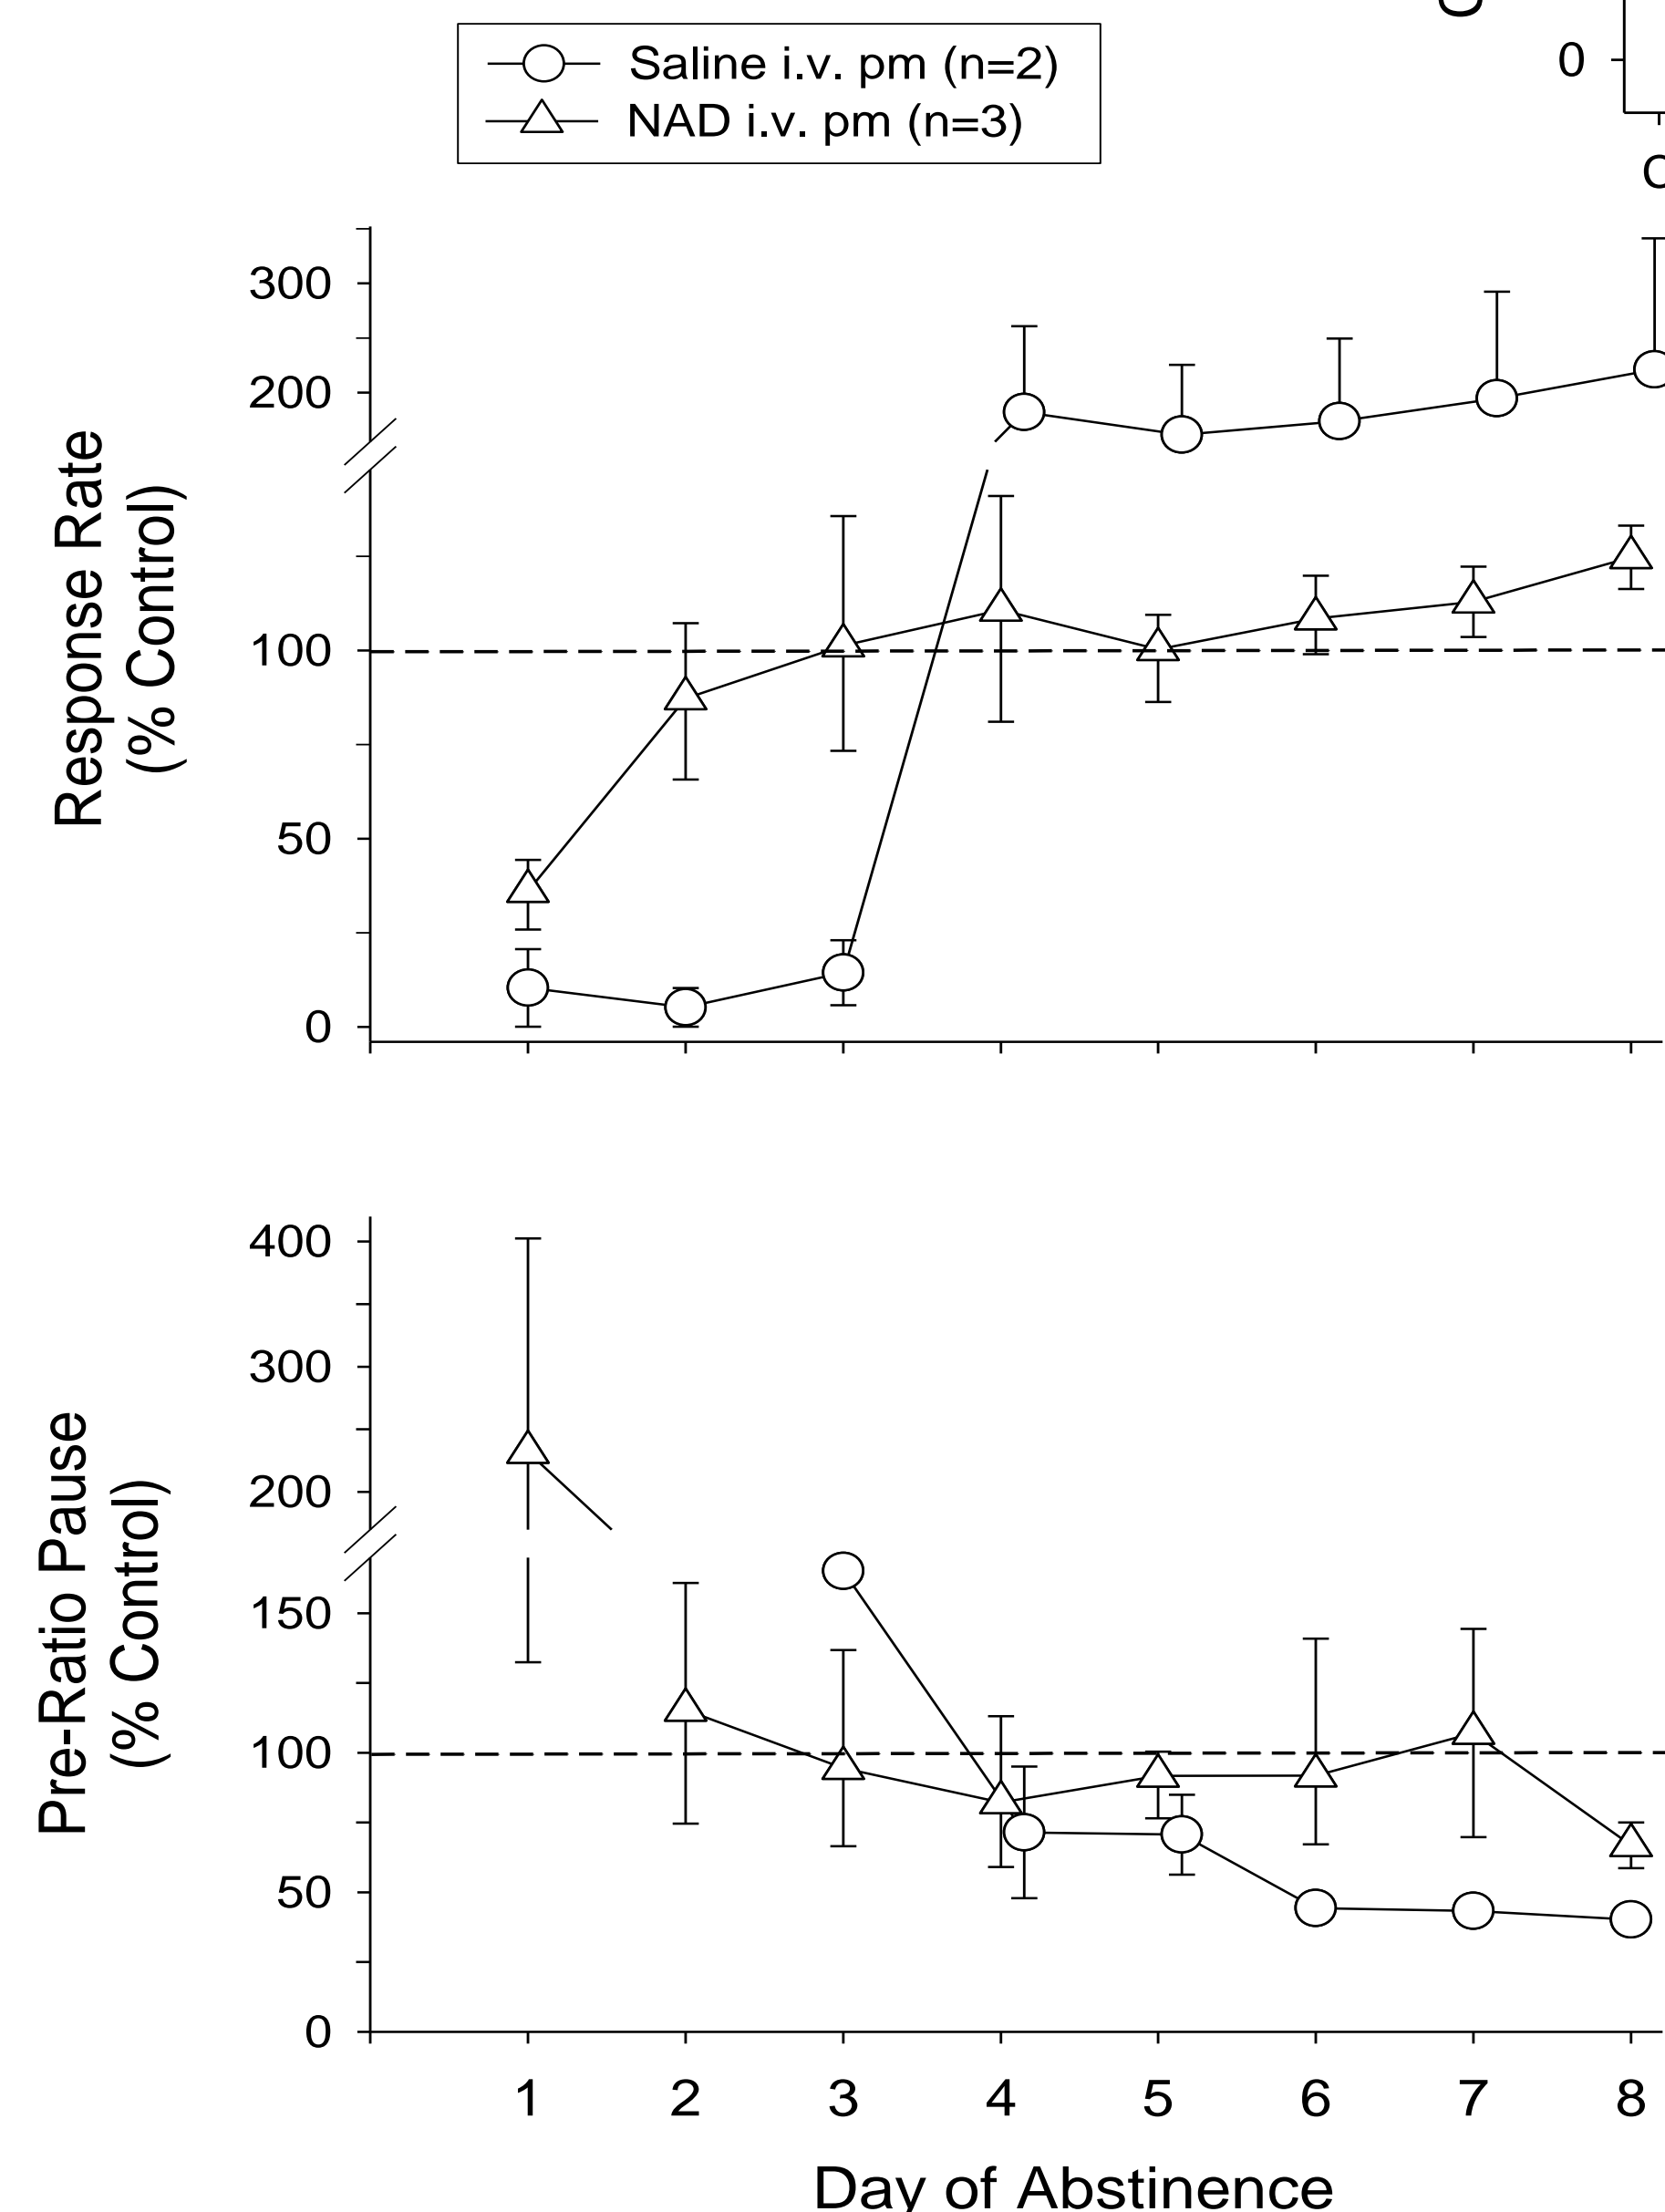 Saline i.v. pm (n=2)
NAD i.v. pm (n=3)
0
Response Rate
(% Control)
300
200
100
50
0
Pre-Ratio Pause
(% Control)
400
300
200
150
100
50
0
1 2 3 4 5 6 7 8
Day of Abstinence